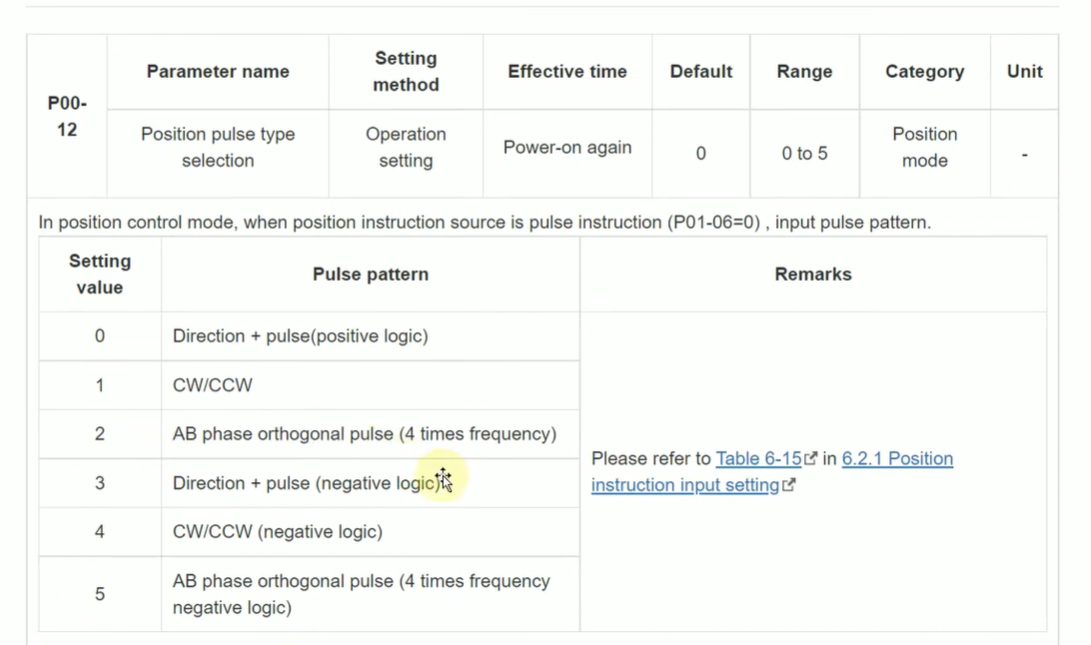 P00-
12
Parameter name
Setting
method
Effective time
Default
Range
Category
Unit
Position pulse type
selection
Operation
setting
Power-on again
0
0 to 5
Position
mode
-
In position control mode, when position instruction source is pulse instruction (P01-06=0) , input pulse pattern.
Setting
value
Pulse pattern
Remarks
0
Direction + pulse(positive logic)
1
CW/CCW
2
AB phase orthogonal pulse (4 times frequency)
3
Direction + pulse (negative logic)
4
CW/CCW (negative logic)
5
AB phase orthogonal pulse (4 times frequency
negative logic)
Please refer to Table 6-15 in 6.2.1 Position
instruction input setting